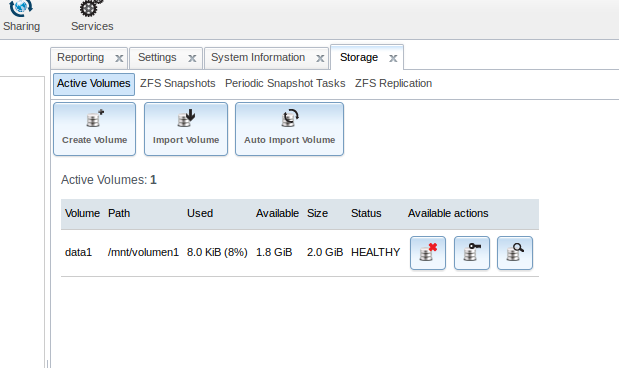 Sharing Services
Reporting x Settings x System Information x Storage x
Active Volumes ZFS Snapshots Periodic Snapshot Tasks ZFS Replication
Create Volume Import Volume Auto Import Volume
Active Volumes: 1
Volume Path Used Available Size Status Available actions
data1 /mnt/volumen1 8.0 KiB (8%) 1.8 GiB 2.0 GiB HEALTHY